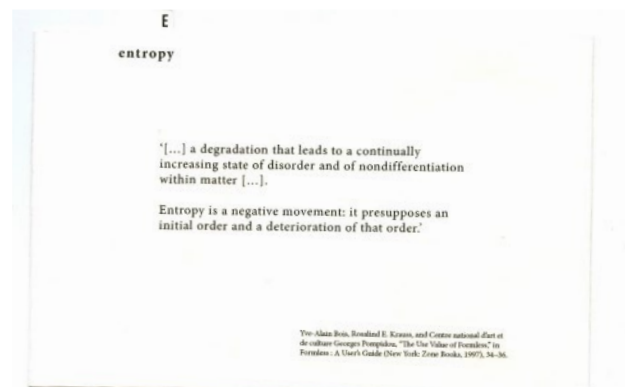 E
entropy
'[...] a degradation that leads to a continually
increasing state of disorder and of nondifferentiation
within matter [...].
Entropy is a negative movement: it presupposes an
initial order and a deterioration of that order.'
Yve-Alain Bois, Rosalind E. Krauss, and Centre national d'art et
de culture Georges Pompidou, "The Use Value of Formless," in
Formless : A User's Guide (New York: Zone Books, 1997), 34–36.